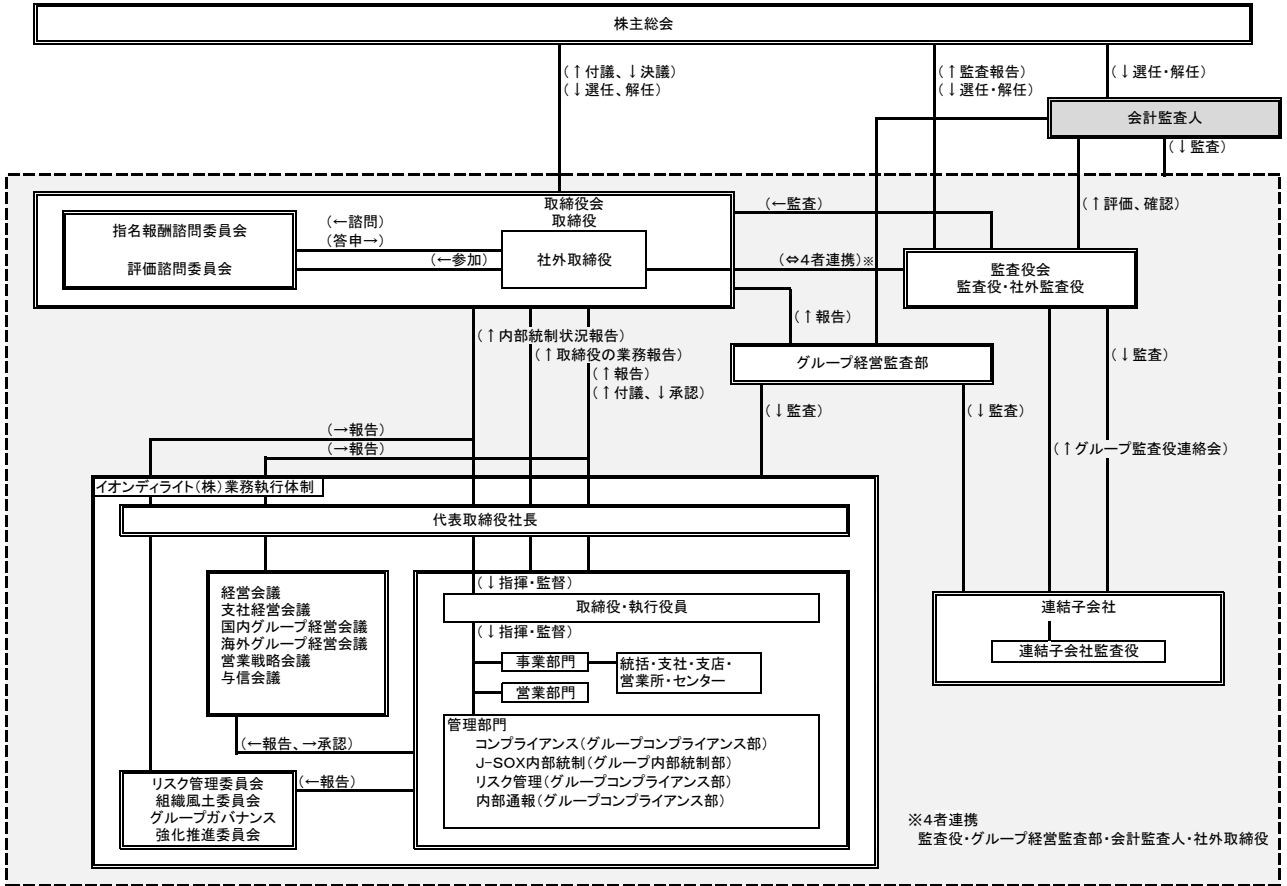 株主総会
(↑付議、↓決議)
(↓選任、解任)
(↑監査報告)
(↓選任・解任)
(↓選任・解任)
会計監査人
(↓監査)
取締役会
取締役
指名報酬諮問委員会
評価諮問委員会
(←諮問)
(答申→)
(←参加)
社外取締役
(←監査)
(⇔4者連携)※
(↑評価、確認)
監査役会
監査役・社外監査役
(↑報告)
(↑内部統制状況報告)
(↑取締役の業務報告)
(↑報告)
(↑付議、↓承認)
グループ経営監査部
(↓監査)
(↓監査)
(↓監査)
(→報告)
(→報告)
(↑グループ監査役連絡会)
イオンディライト(株)業務執行体制
代表取締役社長
経営会議
支社経営会議
国内グループ経営会議
海外グループ経営会議
営業戦略会議
与信会議
(↓指揮・監督)
取締役・執行役員
(↓指揮・監督)
事業部門
統括・支社・支店・
営業所・センター
営業部門
連結子会社
連結子会社監査役
管理部門
コンプライアンス(グループコンプライアンス部)
J-SOX内部統制(グループ内部統制部)
リスク管理(グループコンプライアンス部)
内部通報(グループコンプライアンス部)
(←報告、→承認)
(←報告)
リスク管理委員会
組織風土委員会
グループガバナンス
強化推進委員会
※4者連携
監査役・グループ経営監査部・会計監査人・社外取締役